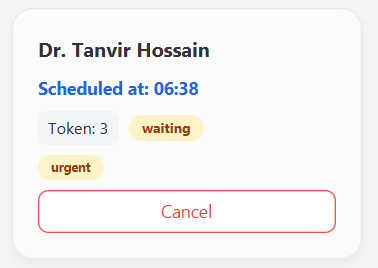 Dr. Tanvir Hossain
Scheduled at: 06:38
Token: 3 waiting
urgent
Cancel